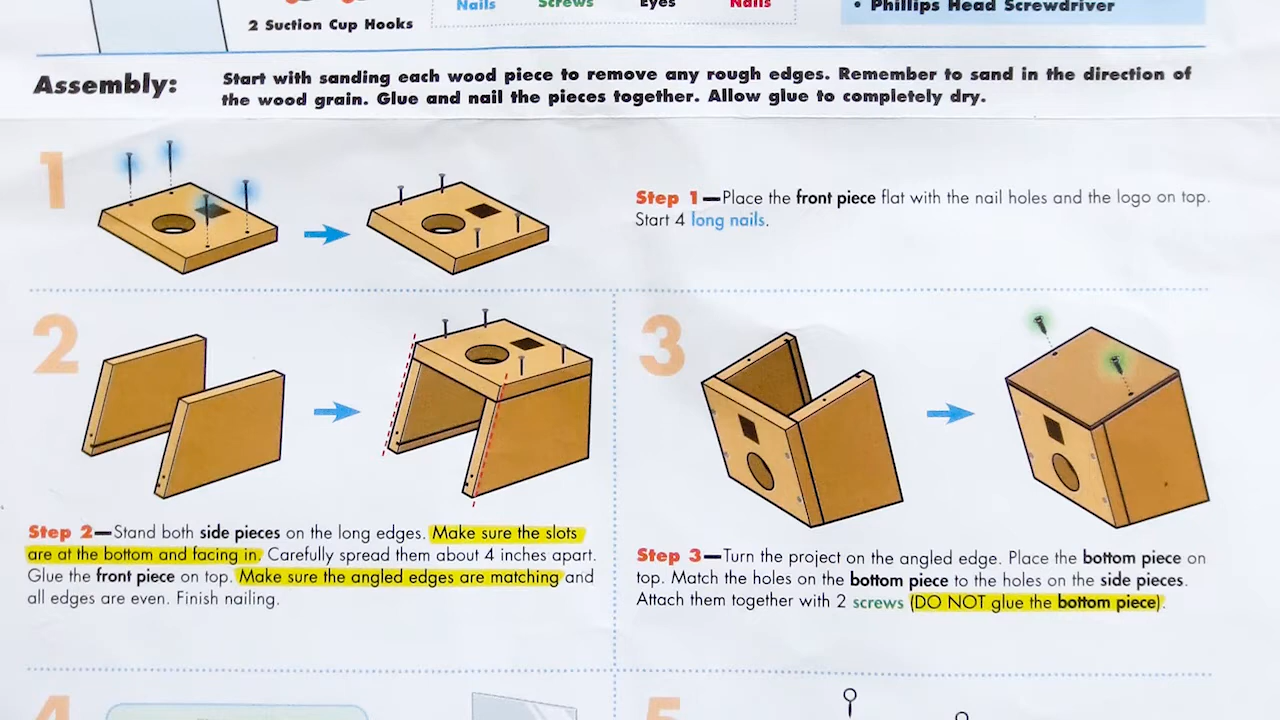 Nails
Screws
Eyes
Nails
• Phillips Head Screwdriver
2 Suction Cup Hooks
Assembly:
Start with sanding each wood piece to remove any rough edges. Remember to sand in the direction of
the wood grain. Glue and nail the pieces together. Allow glue to completely dry.
1
Step 1—Place the front piece flat with the nail holes and the logo on top.
Start 4 long nails.
2
Step 2—Stand both side pieces on the long edges. Make sure the slots
are at the bottom and facing in. Carefully spread them about 4 inches apart.
Glue the front piece on top. Make sure the angled edges are matching and
all edges are even. Finish nailing.
3
Step 3—Turn the project on the angled edge. Place the bottom piece on
top. Match the holes on the bottom piece to the holes on the side pieces.
Attach them together with 2 screws (DO NOT glue the bottom piece).
4
5